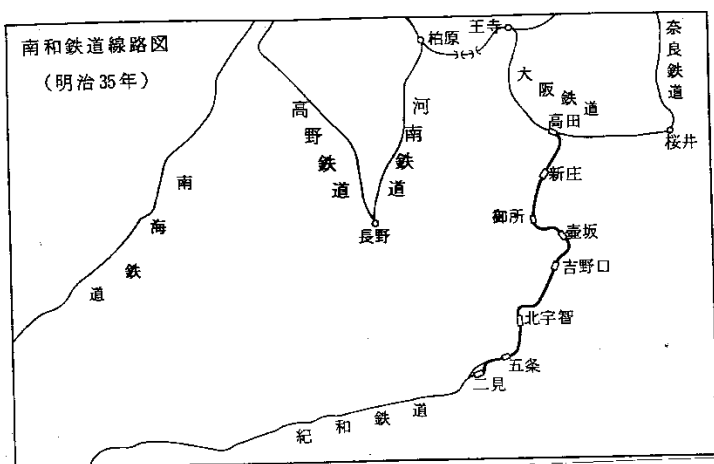 南和鉄道線路図
(明治35年)
王寺
柏原
奈良鉄道
大阪鉄道
高野鉄道
河南鉄道
高田
桜井
新庄
南海鉄道
御所
長野
壷坂
吉野口
北宇智
五条
二見
紀和鉄道